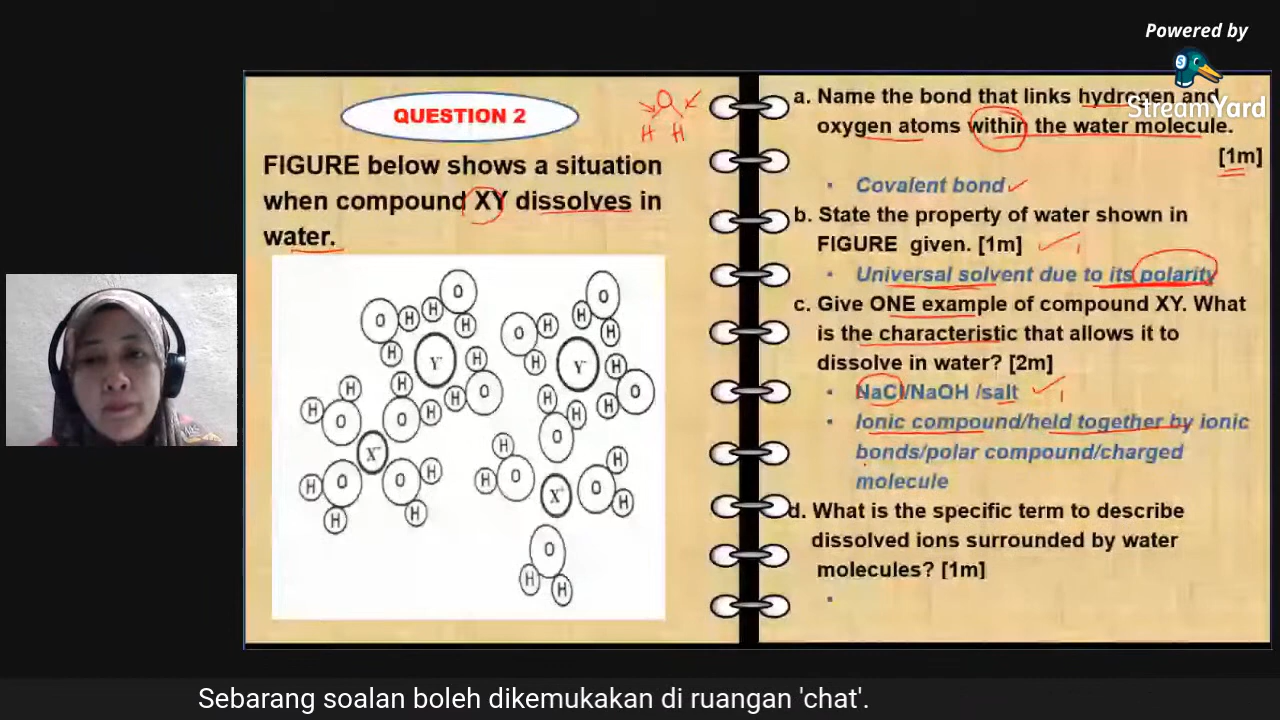 Powered by
StreamYard
QUESTION 2
O
H H
FIGURE below shows a situation
when compound XY dissolves in
water.
a. Name the bond that links hydrogen and
oxygen atoms within the water molecule.
[1m]
Covalent bond
b. State the property of water shown in
FIGURE given. [1m]
Universal solvent due to its polarity
c. Give ONE example of compound XY. What
is the characteristic that allows it to
dissolve in water? [2m]
NaCl/NaOH /salt
Ionic compound/held together by ionic
bonds/polar compound/charged
molecule
d. What is the specific term to describe
dissolved ions surrounded by water
molecules? [1m]
O H H O H H
Y⁻
H O H
O H H O H H
Y⁻
H O H
H O H
H O H
X⁺
H O H
O H H
H H O
H O H
X⁺
O H H
O H H
Sebarang soalan boleh dikemukakan di ruangan 'chat'.